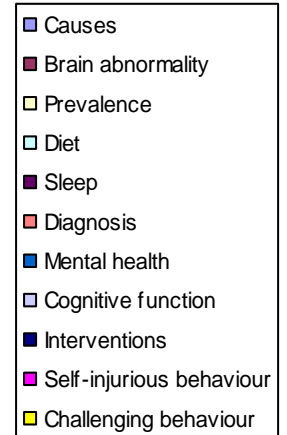 Causes
Brain abnormality
Prevalence
Diet
Sleep
Diagnosis
Mental health
Cognitive function
Interventions
Self-injurious behaviour
Challenging behaviour